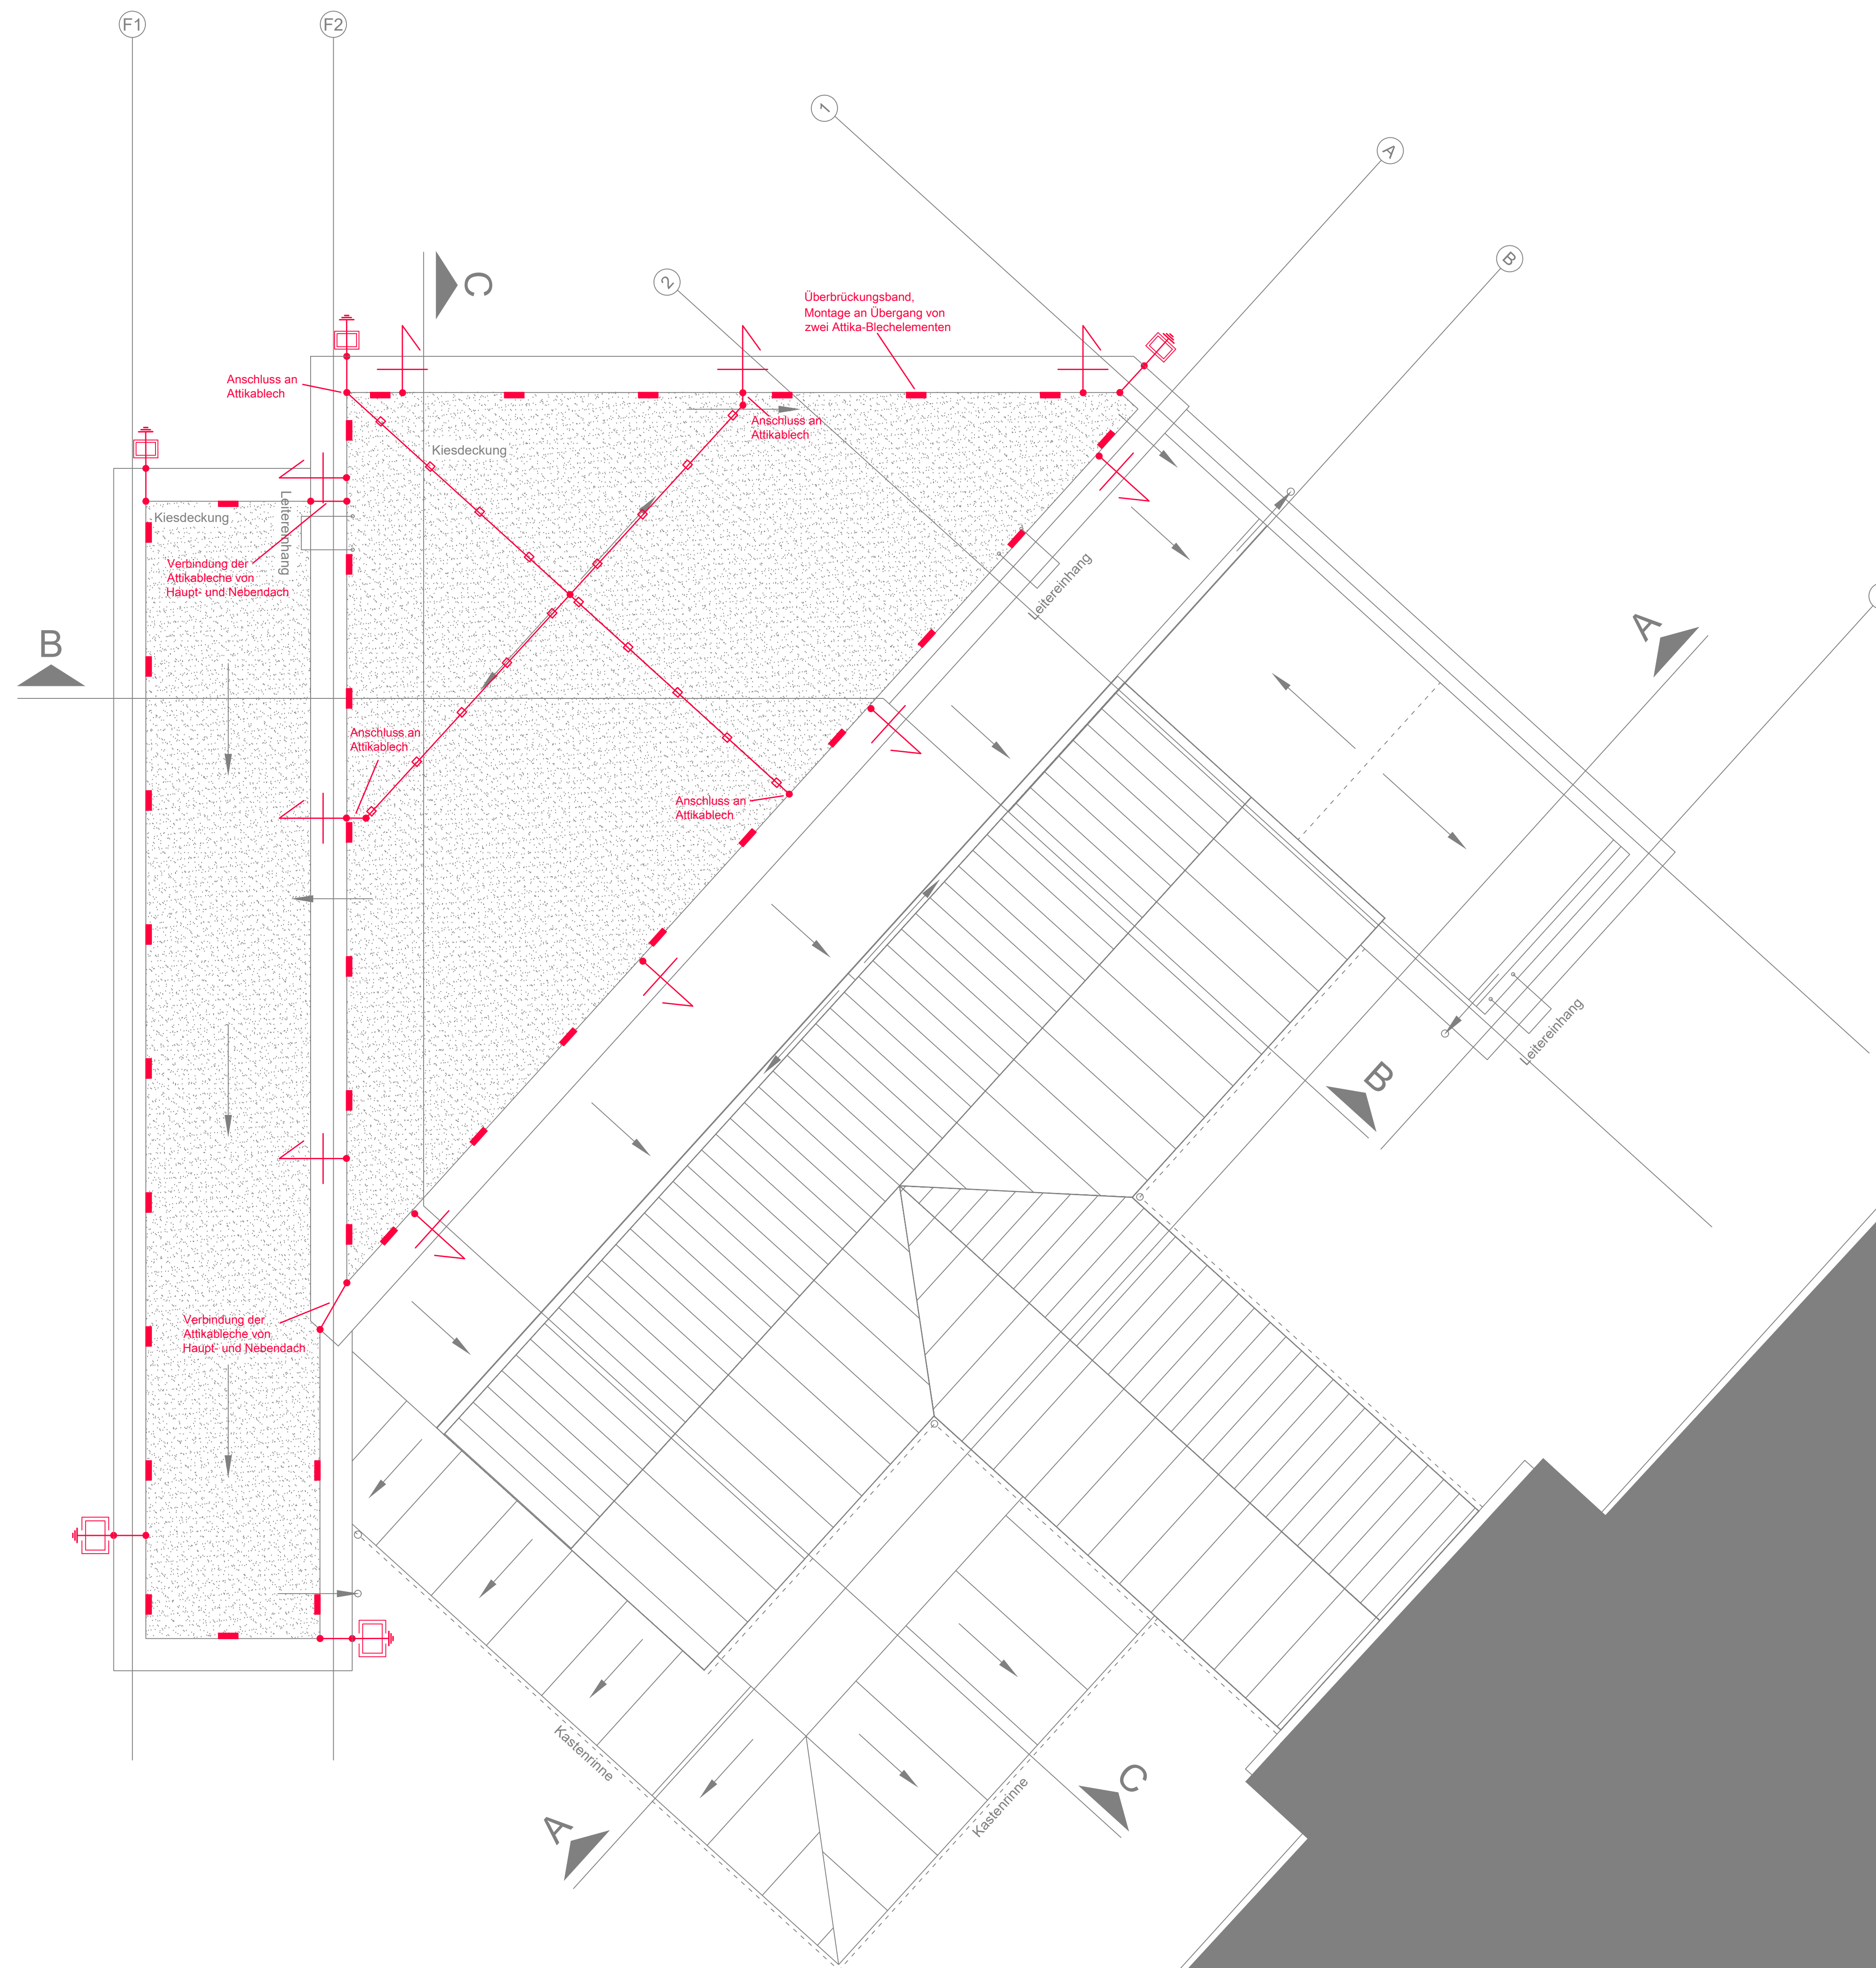 F1
F2
1
A
B
2
C
Überbrückungsband,
Montage an Übergang von
zwei Attika-Blechelementen
Anschluss an
Attikablech
Anschluss an
Attikablech
Kiesdeckung
Leitereinhang
Kiesdeckung
Verbindung der
Attikableche von
Haupt- und Nebendach
Leitereinhang
A
B
Anschluss an
Attikablech
Anschluss an
Attikablech
Leitereinhang
B
Verbindung der
Attikableche von
Haupt- und Nebendach
Kastenrinne
Kastenrinne
C
A